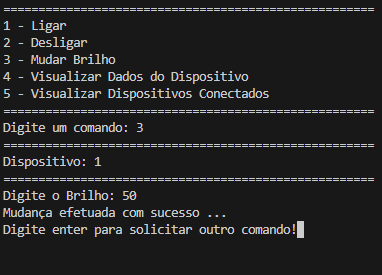 =====================================================
1 - Ligar
2 - Desligar
3 - Mudar Brilho
4 - Visualizar Dados do Dispositivo
5 - Visualizar Dispositivos Conectados
=====================================================
Digite um comando: 3
=====================================================
Dispositivo: 1
=====================================================
Digite o Brilho: 50
Mudança efetuada com sucesso ...
Digite enter para solicitar outro comando!